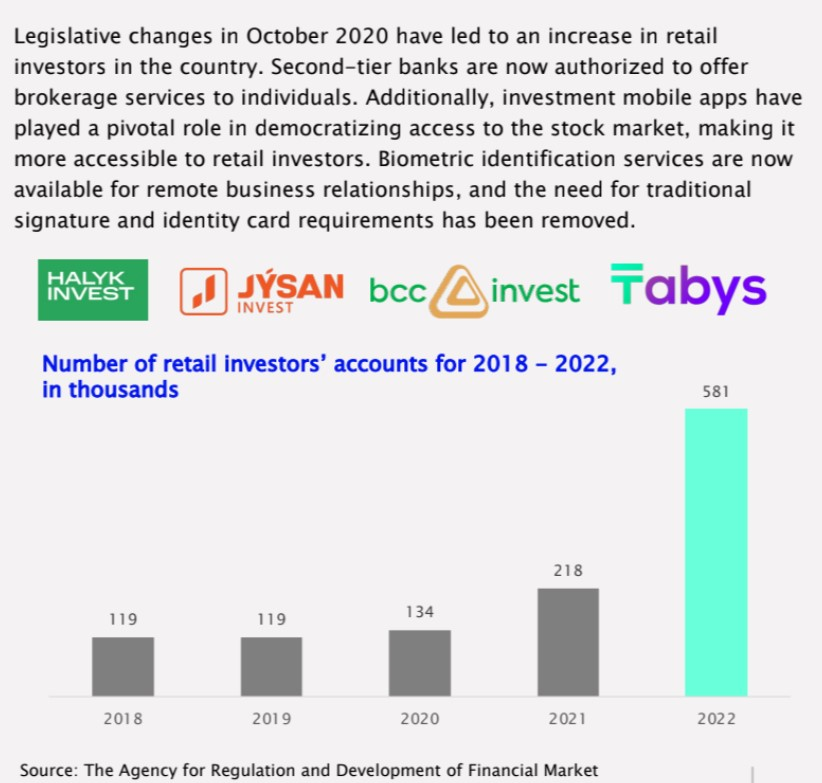 Legislative changes in October 2020 have led to an increase in retail
investors in the country. Second-tier banks are now authorized to offer
brokerage services to individuals. Additionally, investment mobile apps have
played a pivotal role in democratizing access to the stock market, making it
more accessible to retail investors. Biometric identification services are now
available for remote business relationships, and the need for traditional
signature and identity card requirements has been removed.
HALYK
INVEST
JÝSAN
INVEST
bcc invest
Tabys
Number of retail investors’ accounts for 2018 – 2022,
in thousands
119
119
134
218
581
2018
2019
2020
2021
2022
Source: The Agency for Regulation and Development of Financial Market